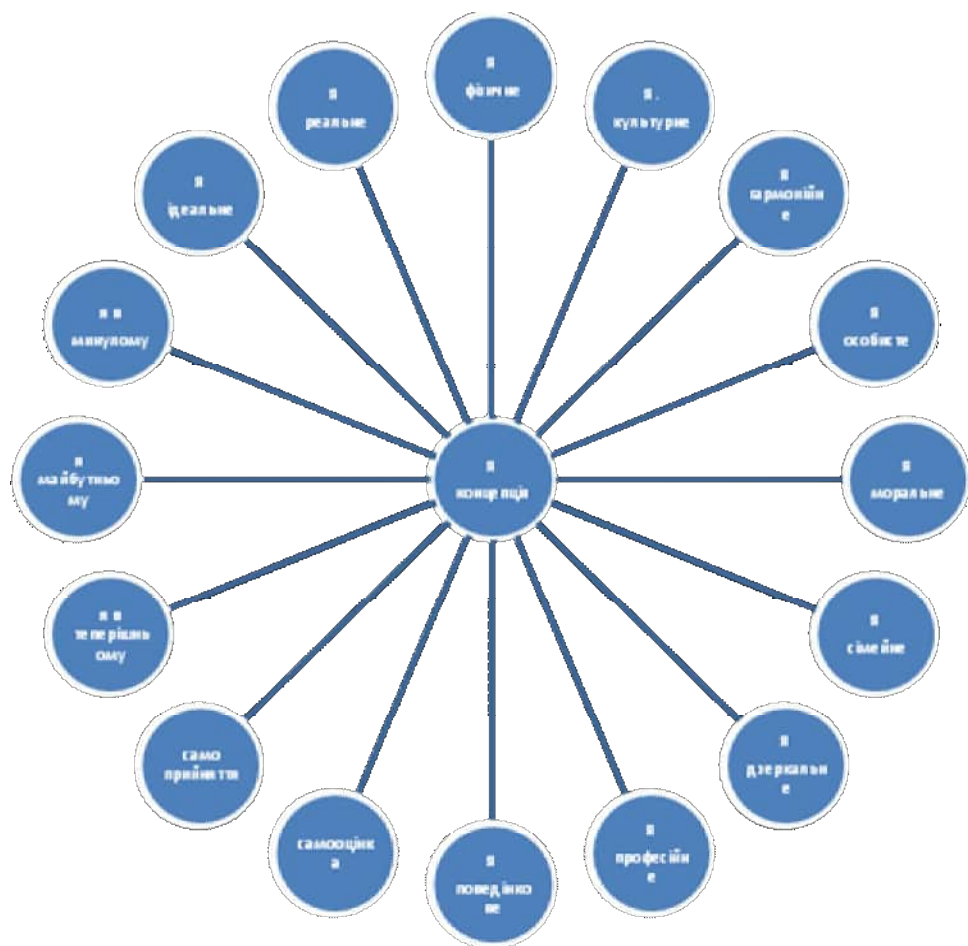 Я
фізичне
Я .
культурне
Я
гармонійн
е
Я
особисте
Я
моральне
Я
сімейне
Я
дзеркальн
е
Я
професійн
е
Я
поведінко
ве
самооцінк
а
само
прийняття
я в
теперішнь
ому
я
майбутньо
му
я в
минулому
Я
ідеальне
Я
реальне
Я
концепція